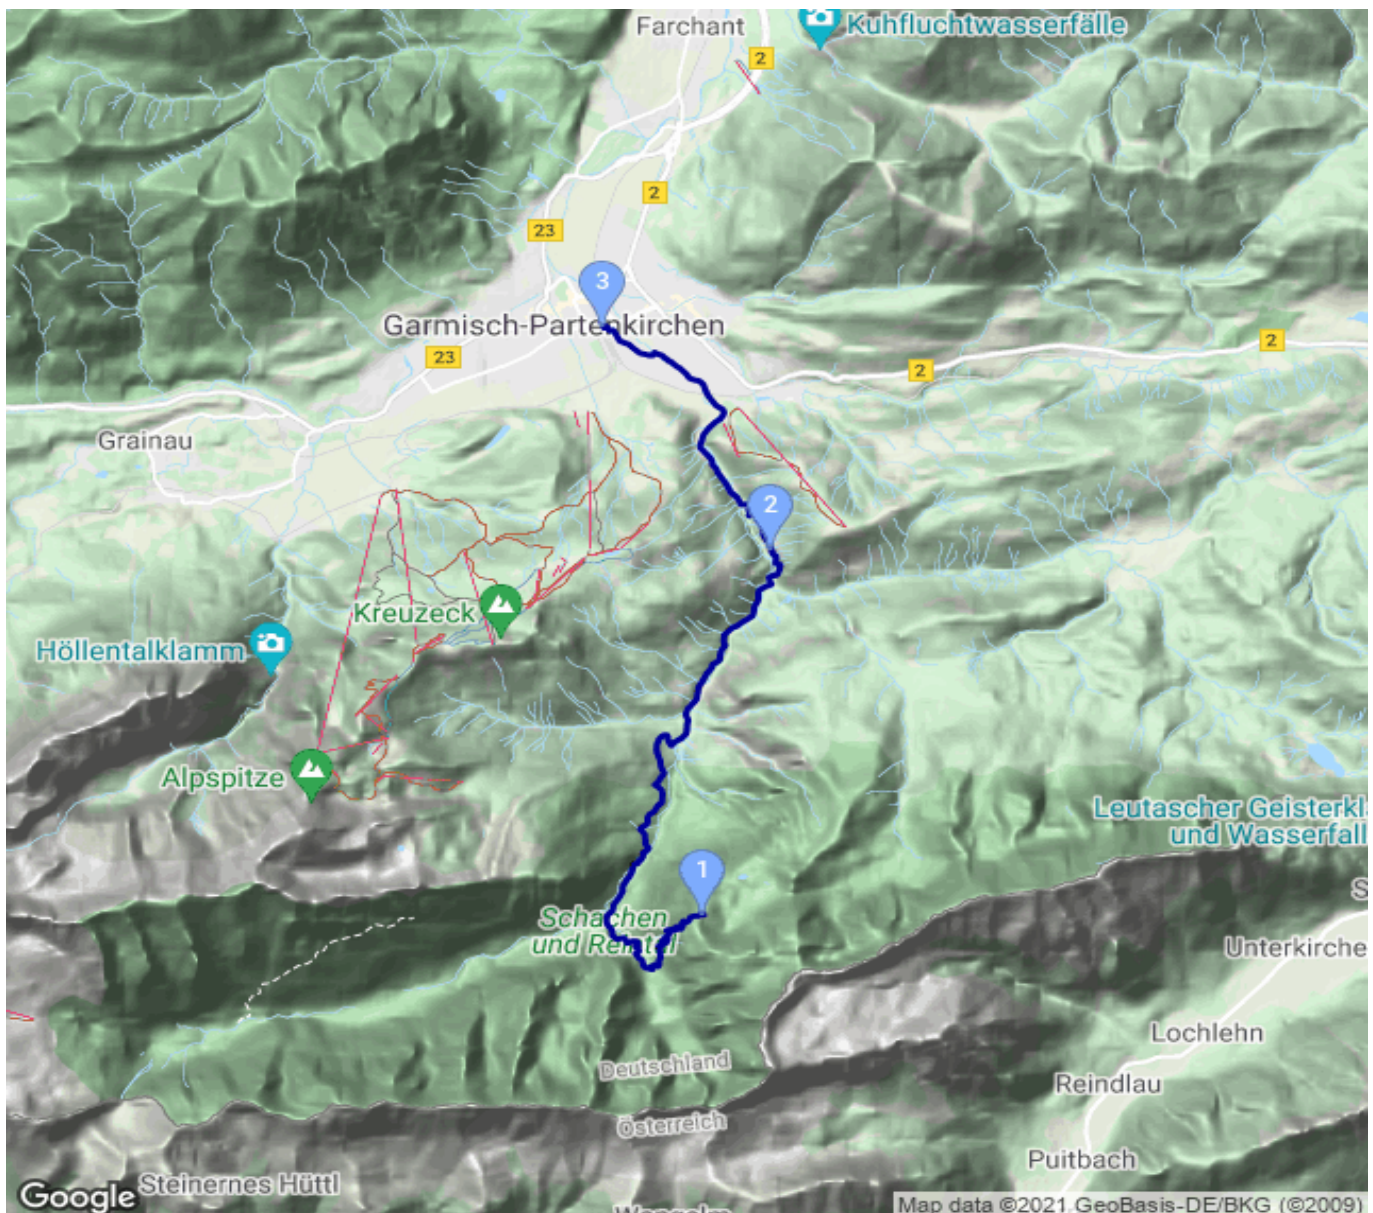 Farchant
Kuhfluchtwasserfälle
2
2
23
3
Garmisch-Partenkirchen
2
23
2
Grainau
2
Kreuzeck
Höllentalklamm
Alpspitze
Leutascher Geisterkl
und Wasserfall
1
Schachen
und Reintal
S
Unterkirche
Lochlehn
Deutschland
Reindlau
Österreich
Puitbach
Steinernes Hüttl
Google
Map data ©2021 GeoBasis-DE/BKG (©2009)